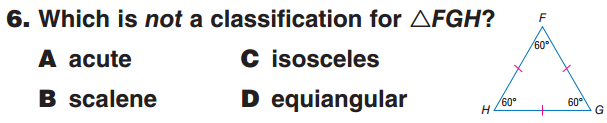 6. Which is not a classification for △FGH?
A acute
C isosceles
B scalene
D equiangular
F
60°
60°
60°
H
G